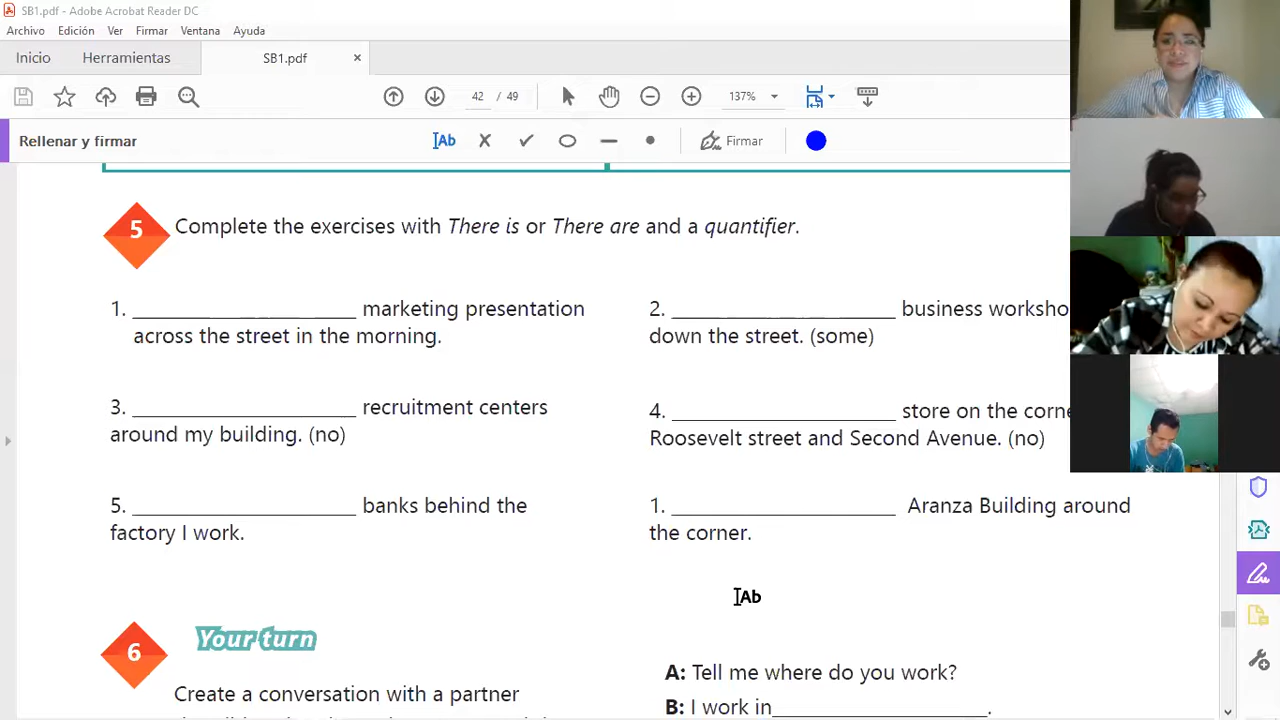 SB1.pdf - Adobe Acrobat Reader DC
Archivo Edición Ver Firmar Ventana Ayuda
Inicio Herramientas SB1.pdf ×
42 / 49 137%
Rellenar y firmar Ab Firmar
5 Complete the exercises with There is or There are and a quantifier.
1. ____________________ marketing presentation
across the street in the morning.
2. ____________________ business worksho
down the street. (some)
3. ____________________ recruitment centers
around my building. (no)
4. ____________________ store on the corne
Roosevelt street and Second Avenue. (no)
5. ____________________ banks behind the
factory I work.
1. ____________________ Aranza Building around
the corner.
Ab
6 Your turn
Create a conversation with a partner
A: Tell me where do you work?
B: I work in____________________.